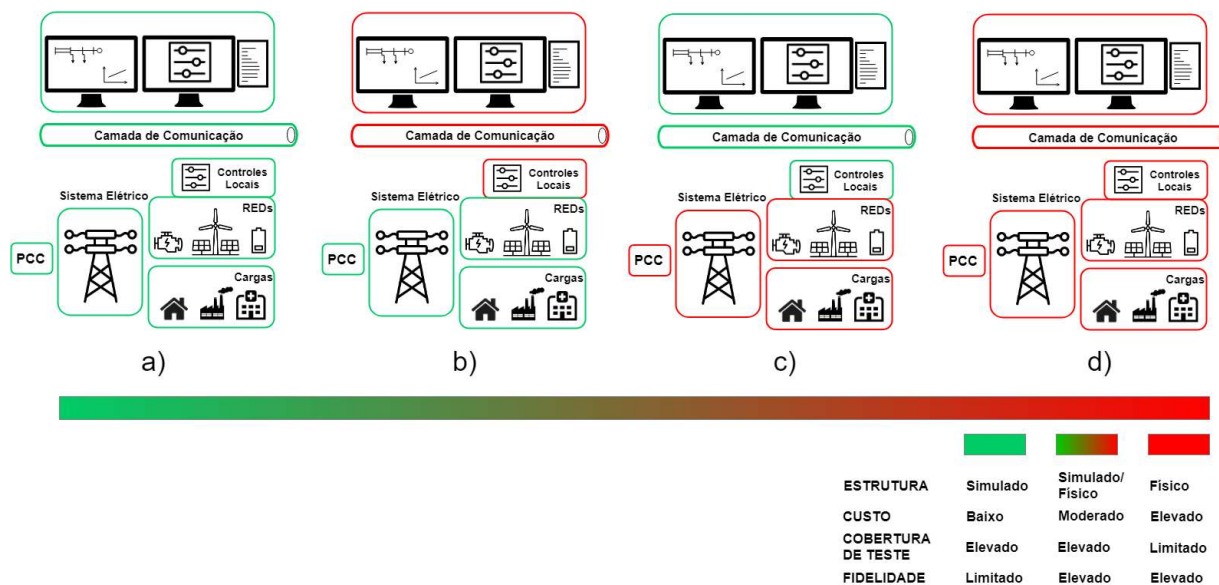 Camada de Comunicação
Controles
Locais
Sistema Elétrico
REDs
PCC
Cargas
a)
Camada de Comunicação
Controles
Locais
Sistema Elétrico
REDs
PCC
Cargas
b)
Camada de Comunicação
Controles
Locais
Sistema Elétrico
REDs
PCC
Cargas
c)
Camada de Comunicação
Controles
Locais
Sistema Elétrico
REDs
PCC
Cargas
d)
ESTRUTURA Simulado Simulado/ Físico Físico
CUSTO Baixo Moderado Elevado
COBERTURA
DE TESTE Elevado Elevado Limitado
FIDELIDADE Limitado Elevado Elevado